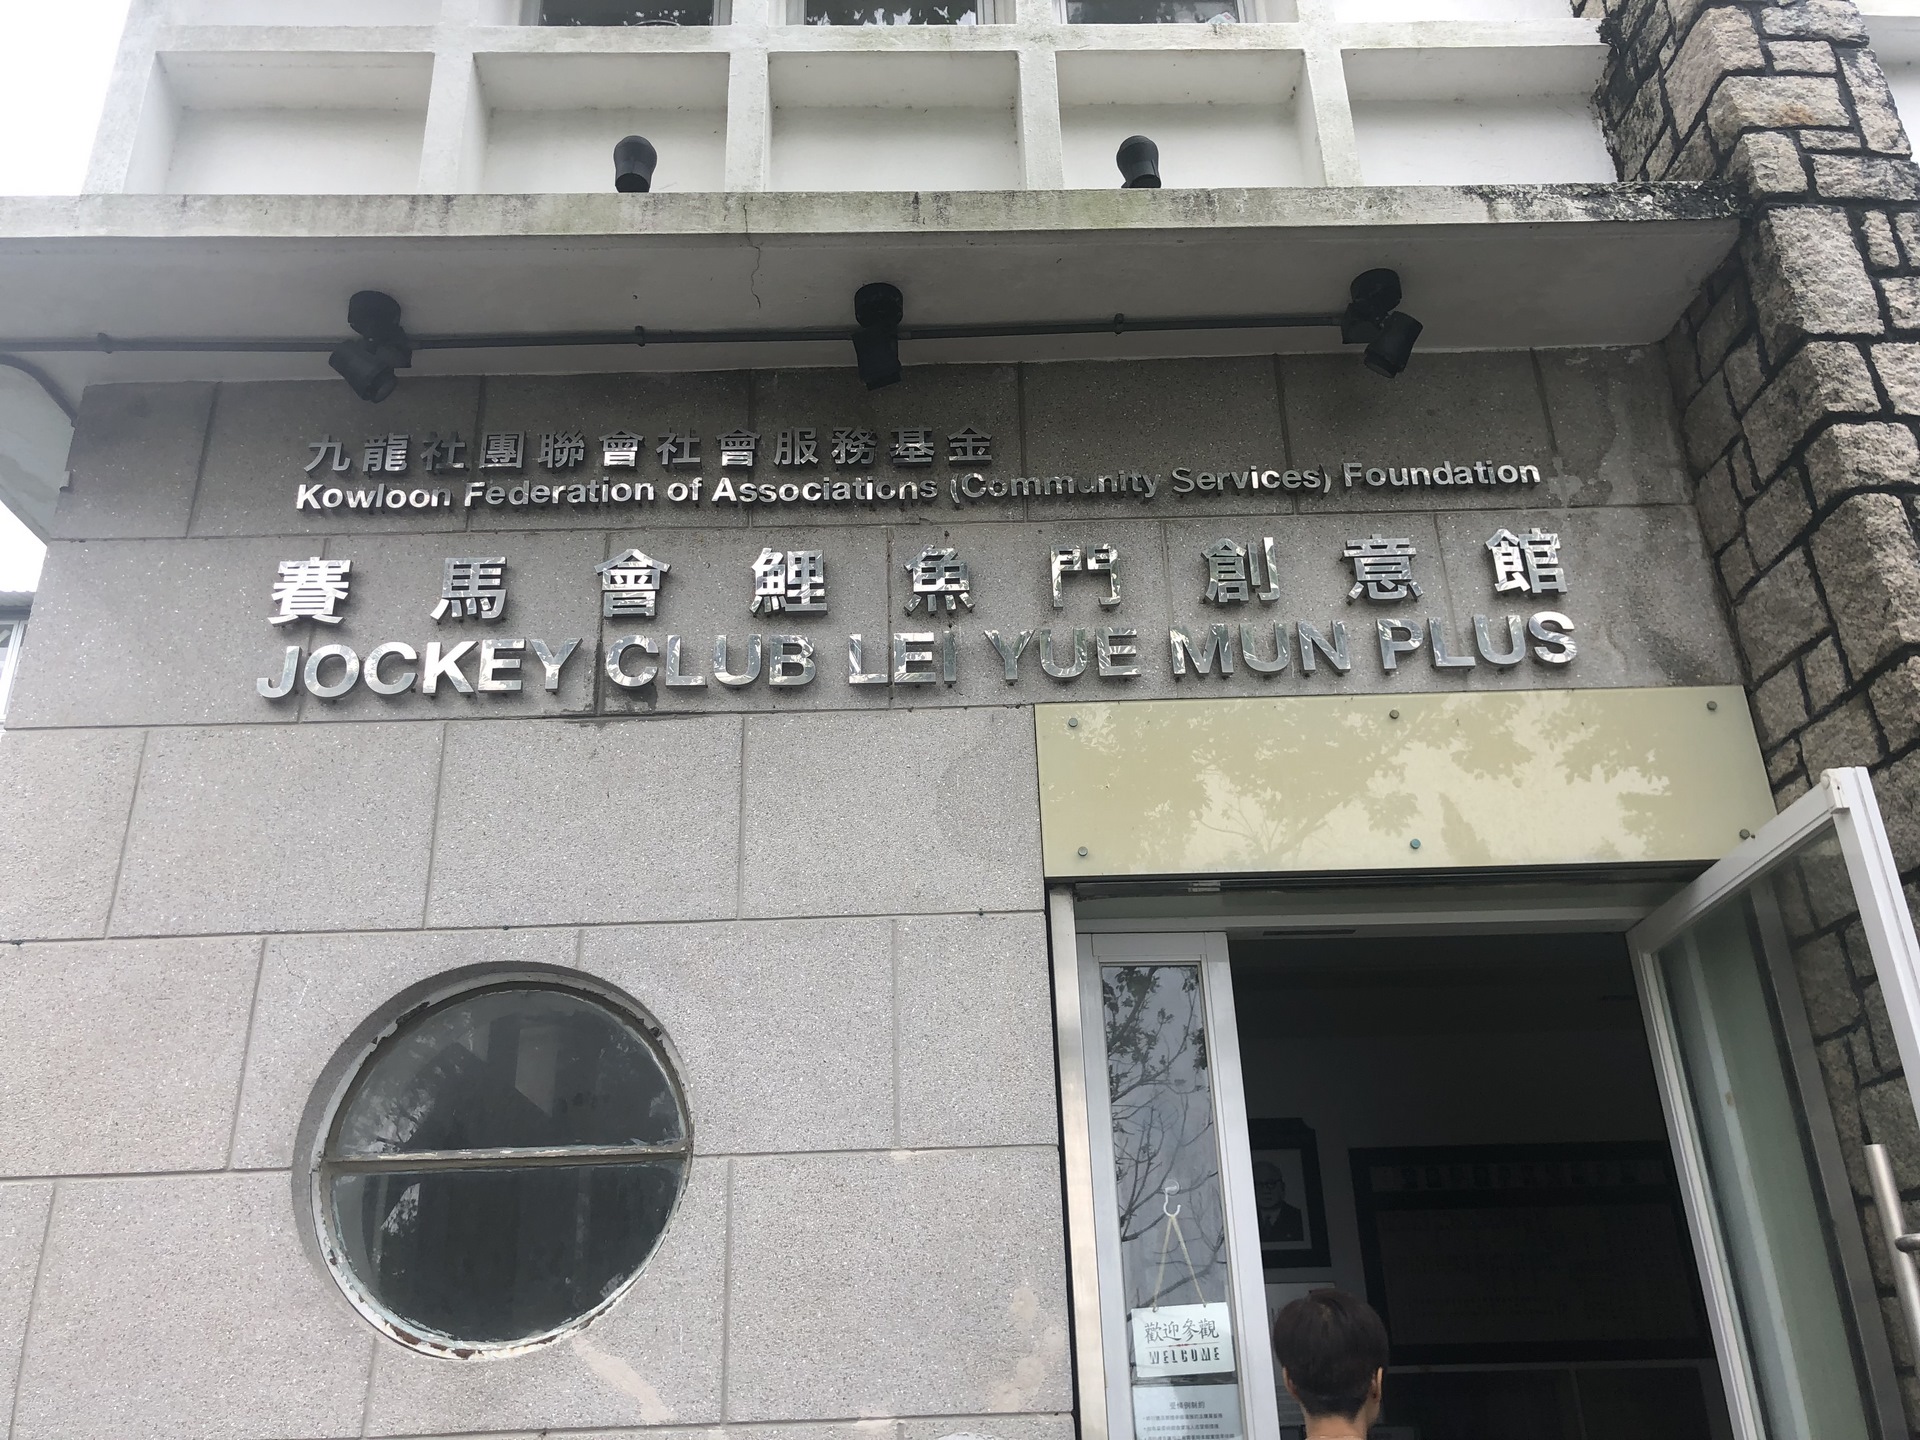 九龍社團聯會社會服務基金
Kowloon Federation of Associations (Community Services) Foundation
賽馬會鯉魚門創意館
JOCKEY CLUB LEI YUE MUN PLUS
歡迎參觀
WELCOME